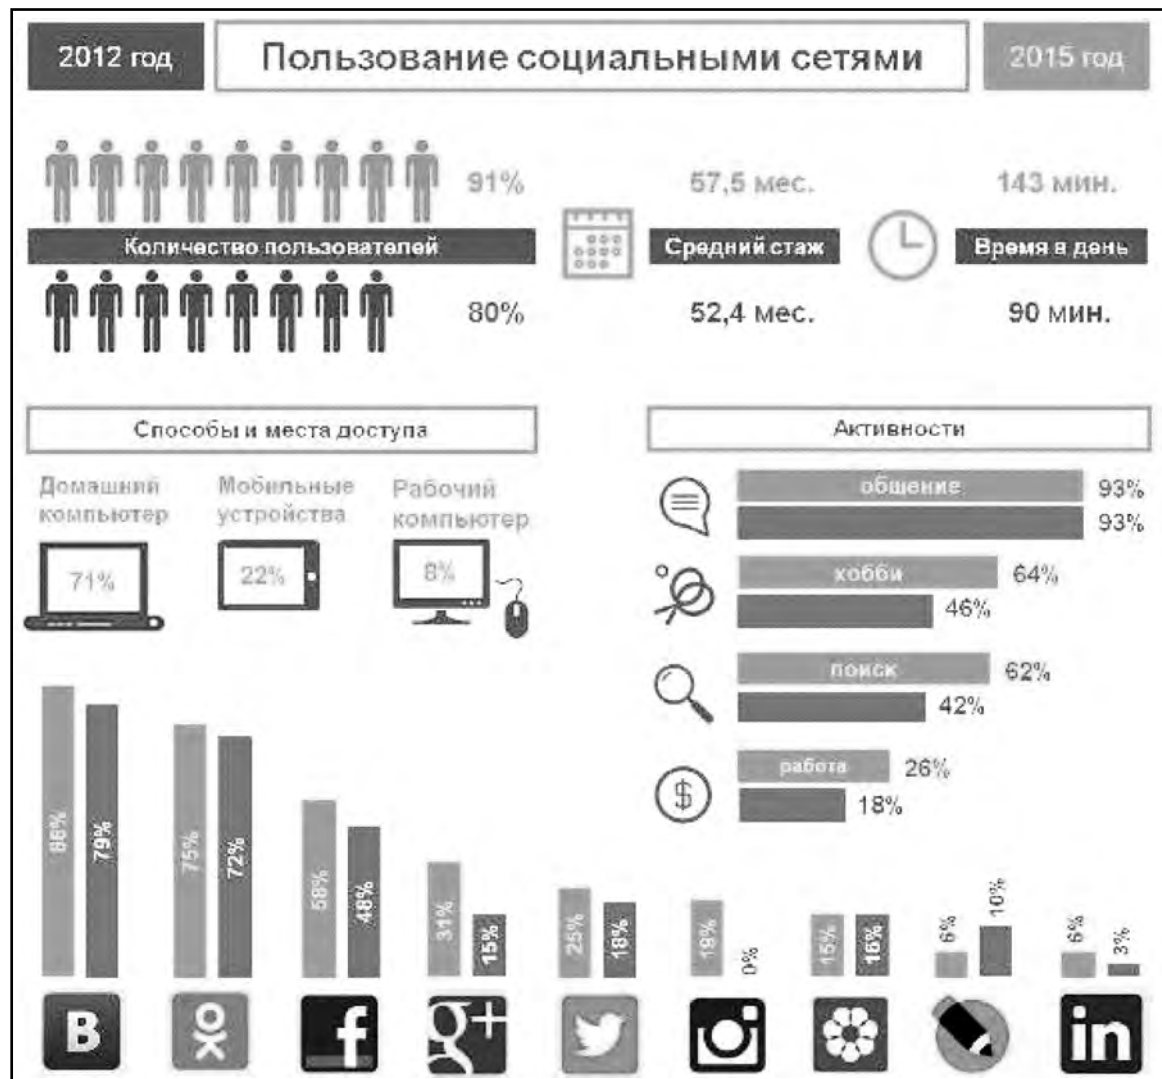 2012 год
Пользование социальными сетями
2015 год
91%
57,5 мес.
143 мин.
Количество пользователей
Средний стаж
Время в день
80%
52,4 мес.
90 мин.
Способы и места доступа
Активности
Домашний
компьютер
Мобильные
устройства
Рабочий
компьютер
71%
22%
8%
общение
93%
93%
хобби
64%
46%
поиск
62%
42%
работа
26%
18%
$
86%
79%
75%
72%
58%
48%
31%
15%
25%
18%
18%
0%
15%
16%
6%
10%
6%
3%
B
f
g+
in